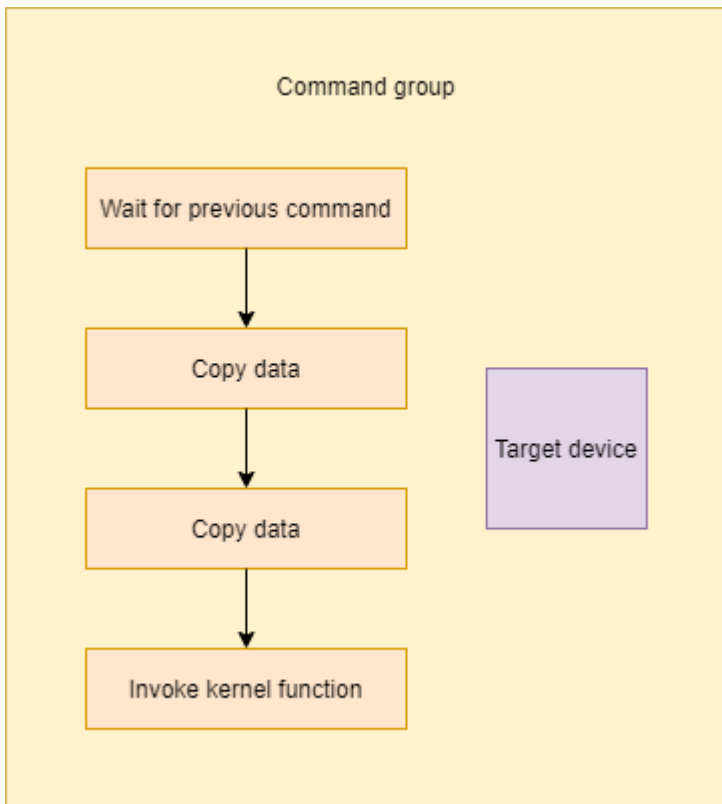 Command group
Wait for previous command
Copy data
Target device
Copy data
Invoke kernel function